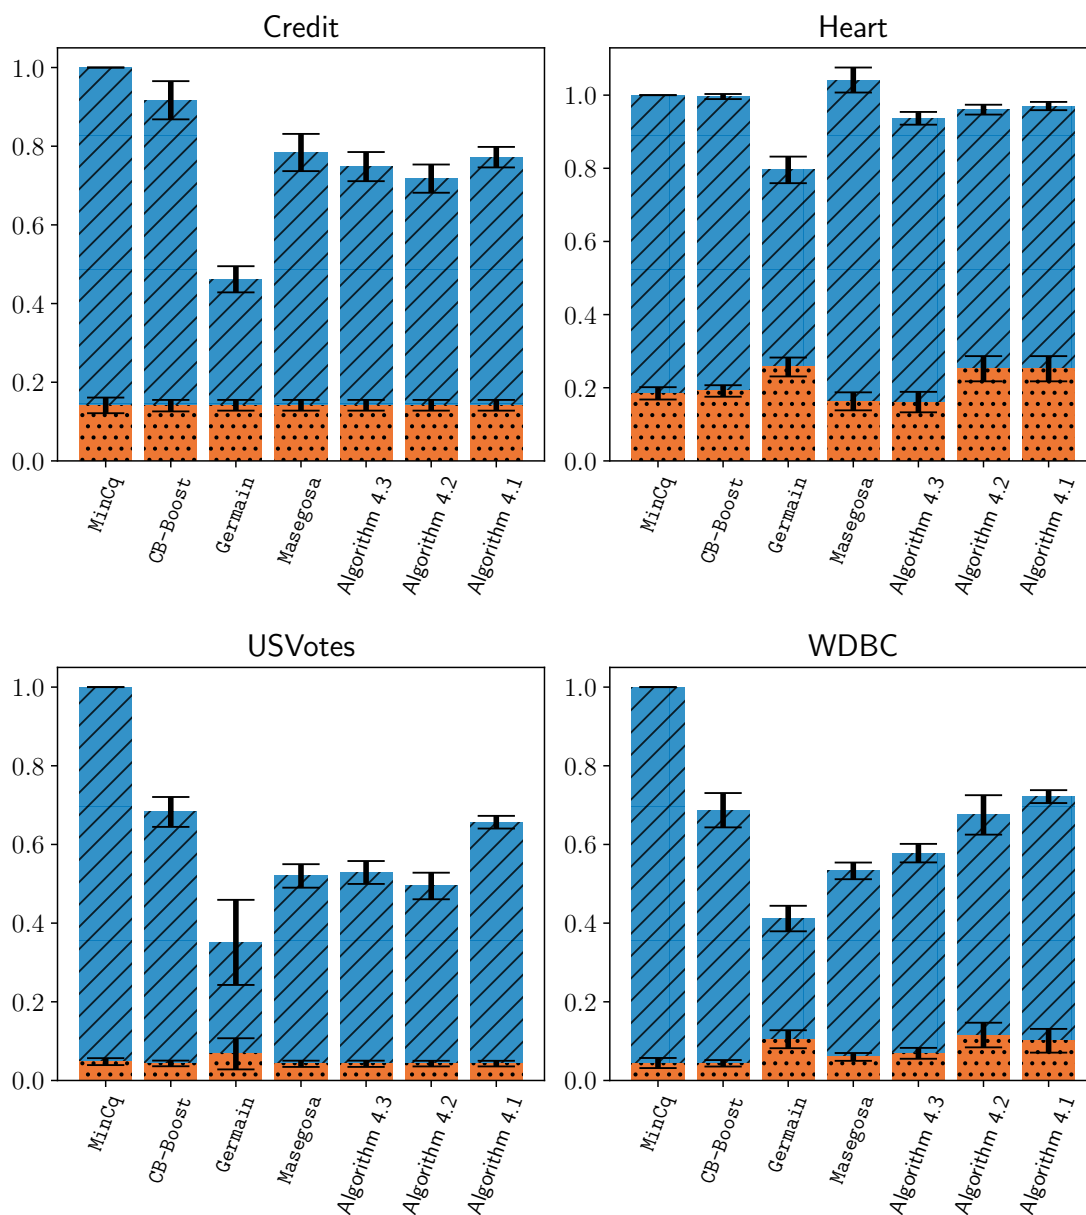 Credit
1.0
0.8
0.6
0.4
0.2
0.0
MinCq
CB-Boost
Germain
Masegosa
Algorithm 4.3
Algorithm 4.2
Algorithm 4.1
Heart
1.0
0.8
0.6
0.4
0.2
0.0
MinCq
CB-Boost
Germain
Masegosa
Algorithm 4.3
Algorithm 4.2
Algorithm 4.1
USVotes
1.0
0.8
0.6
0.4
0.2
0.0
MinCq
CB-Boost
Germain
Masegosa
Algorithm 4.3
Algorithm 4.2
Algorithm 4.1
WDBC
1.0
0.8
0.6
0.4
0.2
0.0
MinCq
CB-Boost
Germain
Masegosa
Algorithm 4.3
Algorithm 4.2
Algorithm 4.1